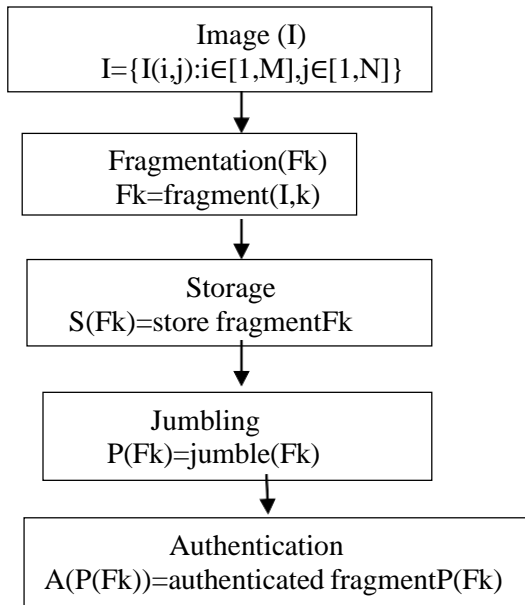 Image (I)
I={I(i,j):i∈[1,M],j∈[1,N]}
Fragmentation(Fk)
Fk=fragment(I,k)
Storage
S(Fk)=store fragmentFk
Jumbling
P(Fk)=jumble(Fk)
Authentication
A(P(Fk))=authenticated fragmentP(Fk)